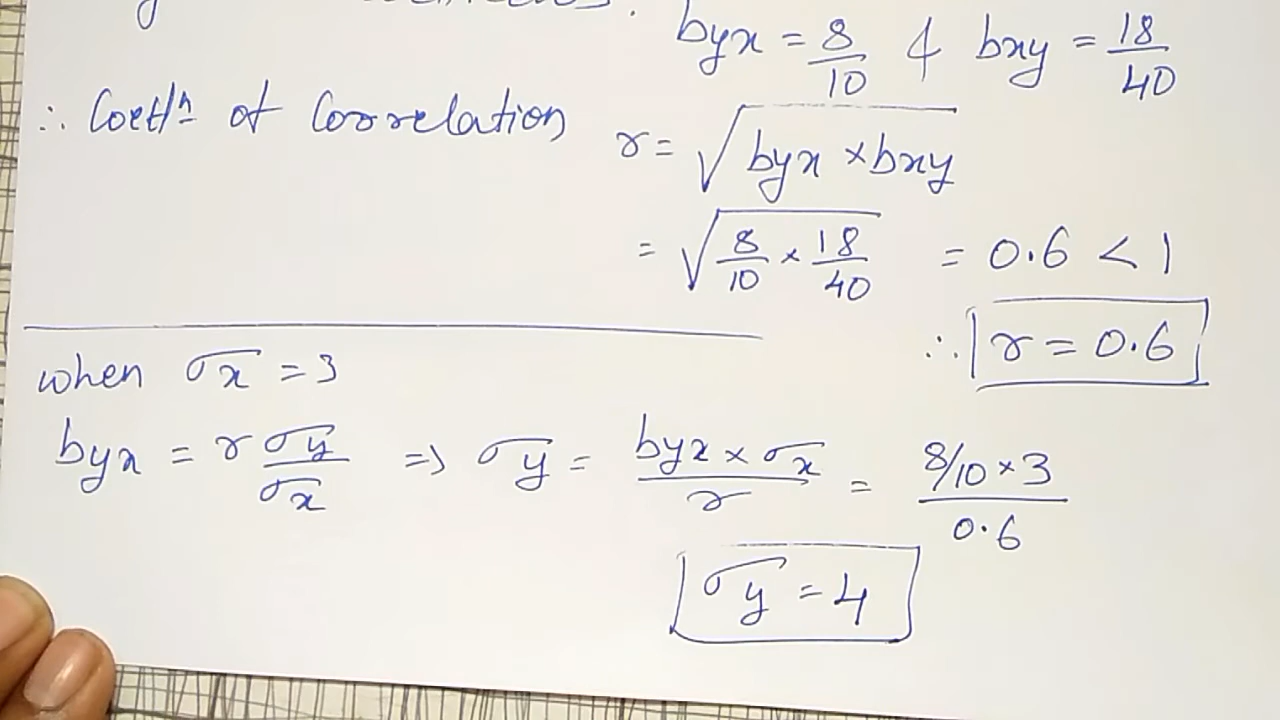 byx = 8/10 & bxy = 18/40
∴ Coeff^n of Correlation r = √(byx × bxy)
= √(8/10 × 18/40) = 0.6 < 1
∴ r = 0.6
when σx = 3
byx = r σy/σx ⇒ σy = (byx × σx)/r = (8/10 × 3)/0.6
σy = 4